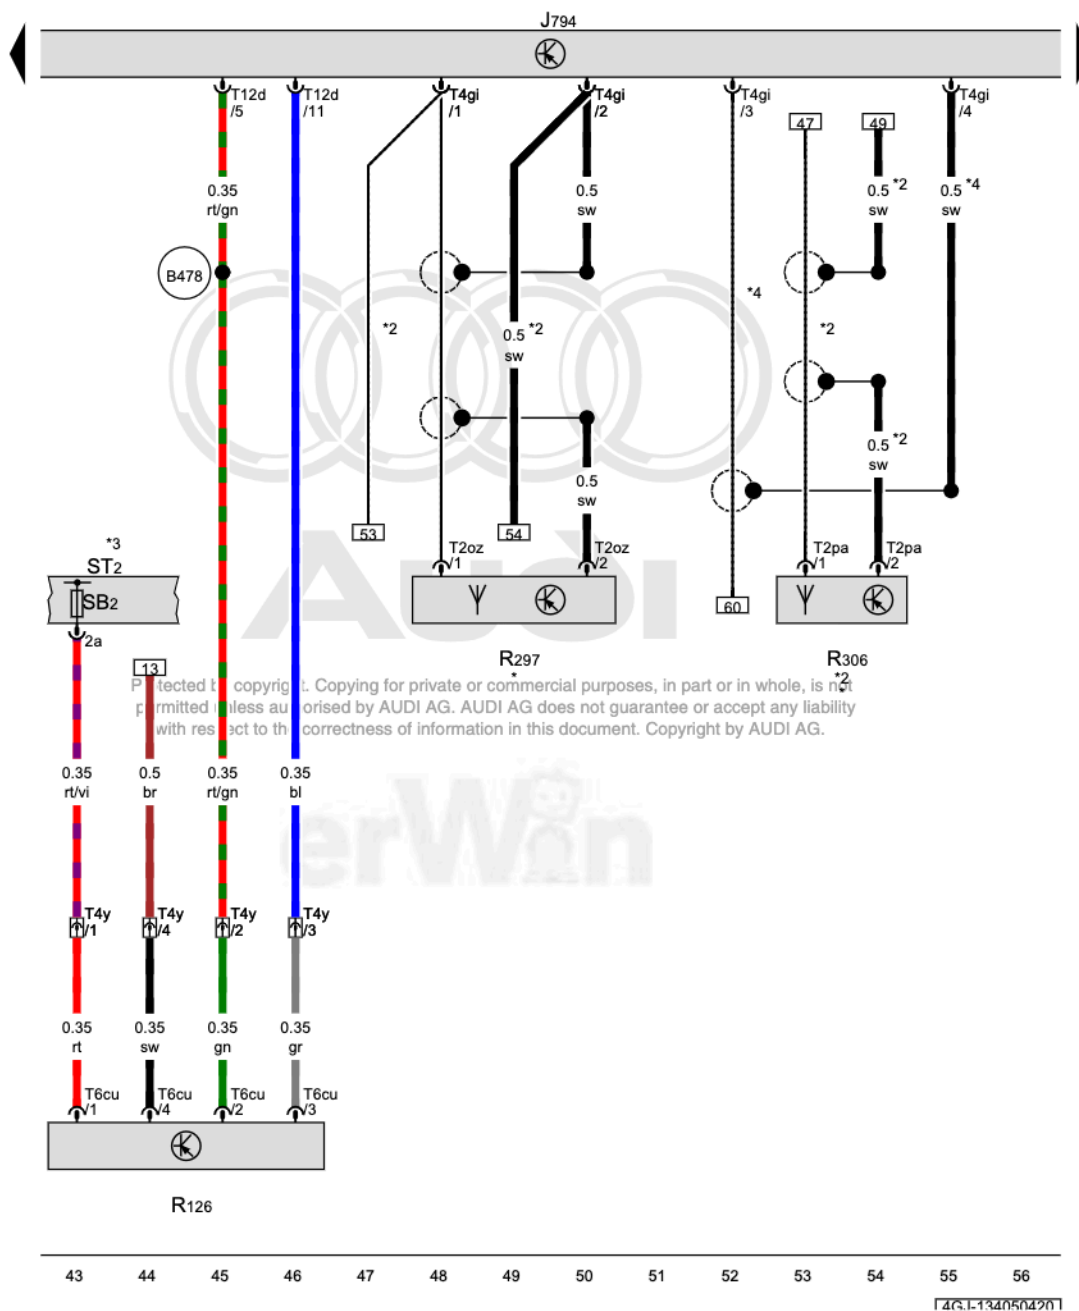 J794
T12d
/5
T12d
/11
T4gi
/1
T4gi
/2
T4gi
/3
T4gi
/4
47
49
0.35
rt/gn
0.5
sw
0.5 *2
sw
0.5 *4
sw
B478
*4
*2
0.5 *2
sw
*2
0.5 *2
sw
0.5
sw
53
54
T2oz
/1
T2oz
/2
T2pa
/1
T2pa
/2
*3
ST2
SB2
2a
60
13
R297
*
R306
*2
*
Audi
Protected by copyright. Copying for private or commercial purposes, in part or in whole, is not
permitted unless authorised by AUDI AG. AUDI AG does not guarantee or accept any liability
with respect to the correctness of information in this document. Copyright by AUDI AG.
erWin
0.35
rt/vi
0.5
br
0.35
rt/gn
0.35
bl
T4y
/1
T4y
/4
T4y
/2
T4y
/3
0.35
rt
0.35
sw
0.35
gn
0.35
gr
T6cu
/1
T6cu
/4
T6cu
/2
T6cu
/3
R126
43 44 45 46 47 48 49 50 51 52 53 54 55 56
4GJ-134050420